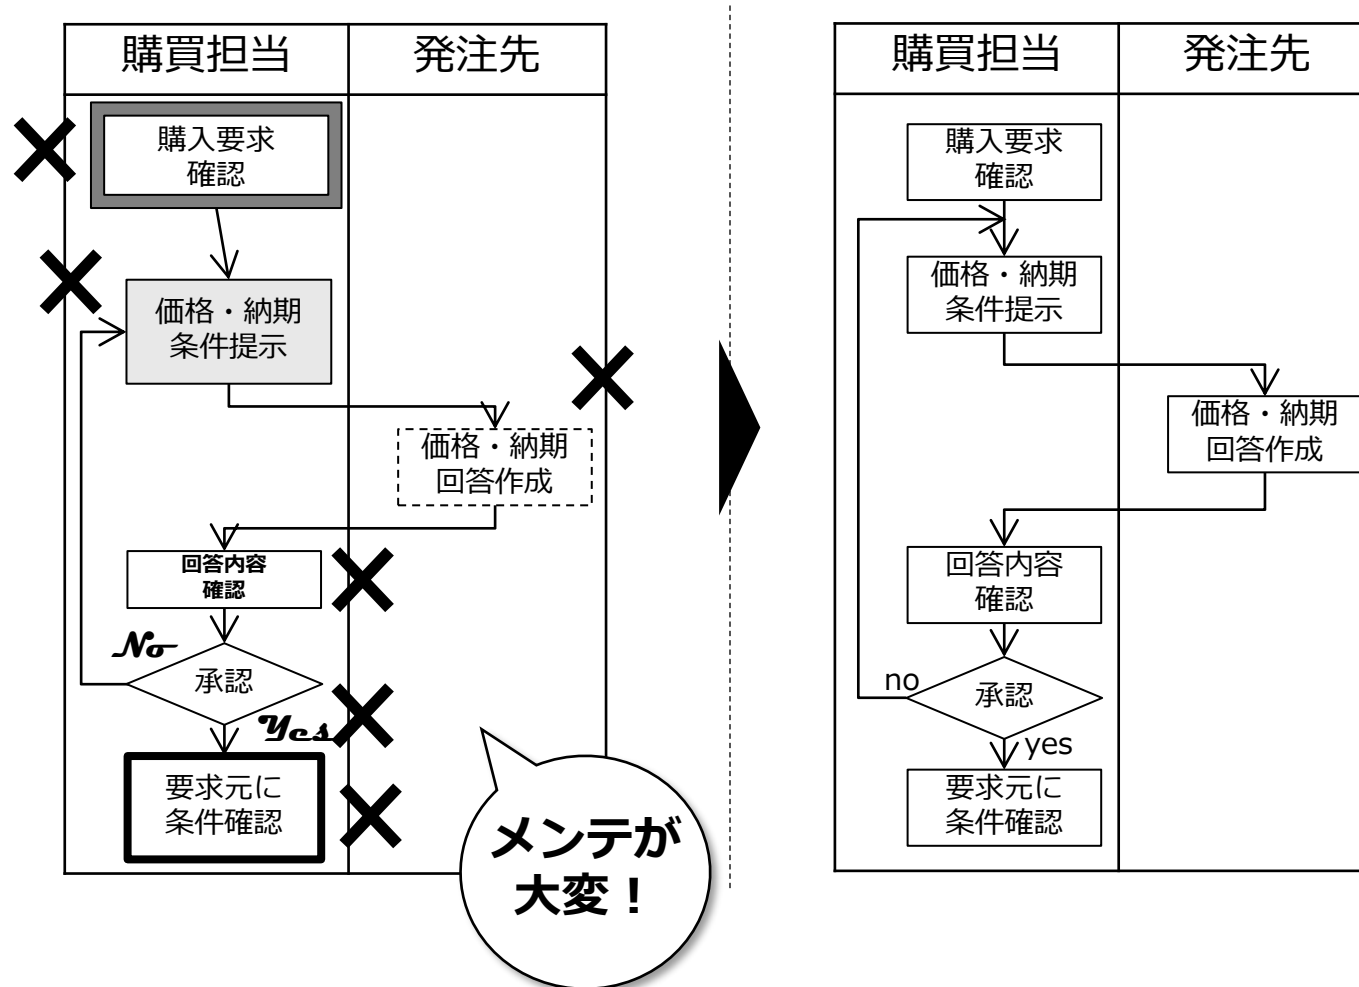 購買担当
発注先
購入要求
確認
価格・納期
条件提示
価格・納期
回答作成
回答内容
確認
No
承認
Yes
要求元に
条件確認
メンテが
大変！
購買担当
発注先
購入要求
確認
価格・納期
条件提示
価格・納期
回答作成
回答内容
確認
no
承認
yes
要求元に
条件確認